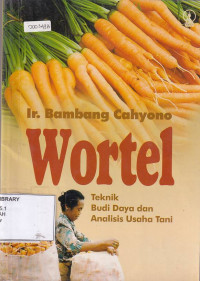 Ir. Bambang Cahyono
Wortel
Teknik
Budi Daya dan
Analisis Usaha Tani